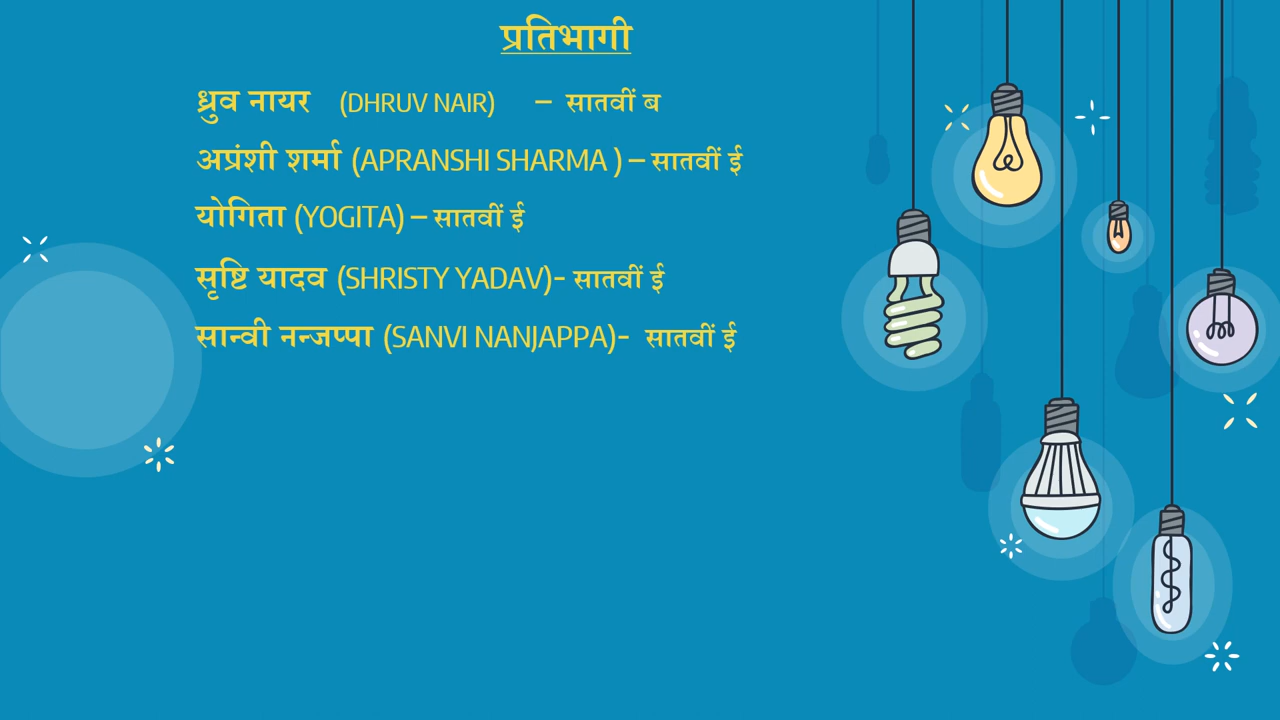 प्रतिभागी
ध्रुव नायर (DHRUV NAIR) – सातवीं ब
अप्रंशी शर्मा (APRANSHI SHARMA ) – सातवीं ई
योगिता (YOGITA) – सातवीं ई
सृष्टि यादव (SHRISTY YADAV)- सातवीं ई
सान्वी नन्जप्पा (SANVI NANJAPPA)- सातवीं ई